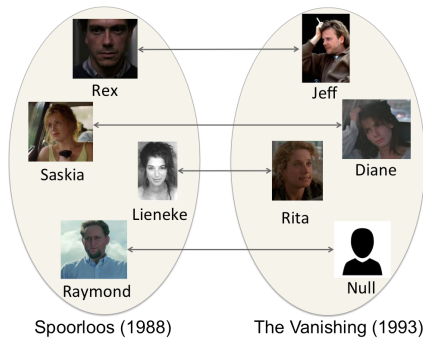 Rex
Jeff
Saskia
Diane
Lieneke
Rita
Raymond
Null
Spoorloos (1988)
The Vanishing (1993)